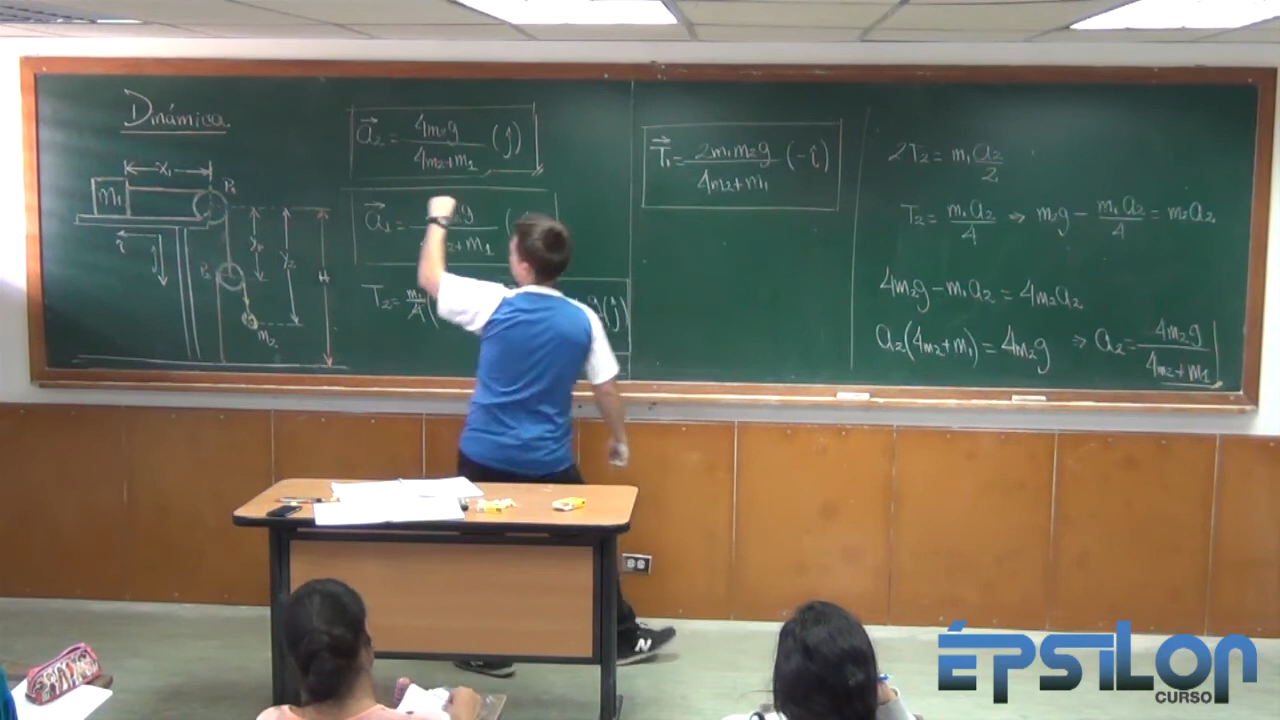 Dinámica
x₁
m₁
P₁
P₂
y₂
H
î
ĵ
m₂
a⃗₂ = 4m₂g / (4m₂+m₁) (ĵ)
a⃗₁ =
T₂ = m₁/4 (
g(ĵ)
T⃗₁ = 2m₁m₂g / (4m₂+m₁) (-î)
2T₂ = m₁ a₂/2
T₂ = m₁a₂/4 ⇒ m₂g - m₁a₂/4 = m₂a₂
4m₂g - m₁a₂ = 4m₂a₂
a₂(4m₂+m₁) = 4m₂g ⇒ a₂ = 4m₂g / (4m₂+m₁)
N
ÉPSILON
CURSO